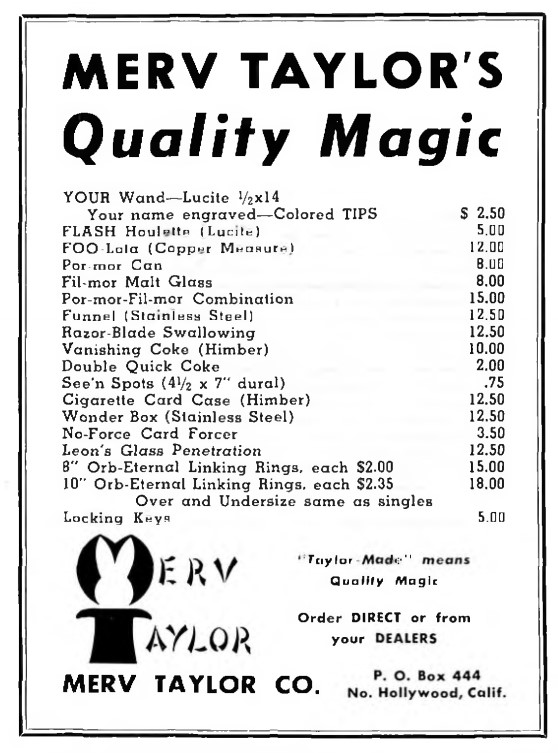 MERV TAYLOR'S
Quality Magic
YOUR Wand—Lucite 1/2x14
Your name engraved—Colored TIPS $ 2.50
FLASH Houlette (Lucite) 5.00
FOO-Lola (Copper Measure) 12.00
Por-mor Can 8.00
Fil-mor Malt Glass 8.00
Por-mor-Fil-mor Combination 15.00
Funnel (Stainless Steel) 12.50
Razor-Blade Swallowing 12.50
Vanishing Coke (Himber) 10.00
Double Quick Coke 2.00
See'n Spots (4½ x 7" dural) .75
Cigarette Card Case (Himber) 12.50
Wonder Box (Stainless Steel) 12.50
No-Force Card Forcer 3.50
Leon's Glass Penetration 12.50
8" Orb-Eternal Linking Rings, each $2.00 15.00
10" Orb-Eternal Linking Rings, each $2.35 18.00
Over and Undersize same as singles
Locking Keys 5.00
MERV
TAYLOR
"Taylor-Made" means
Quality Magic
Order DIRECT or from
your DEALERS
MERV TAYLOR CO.
P. O. Box 444
No. Hollywood, Calif.